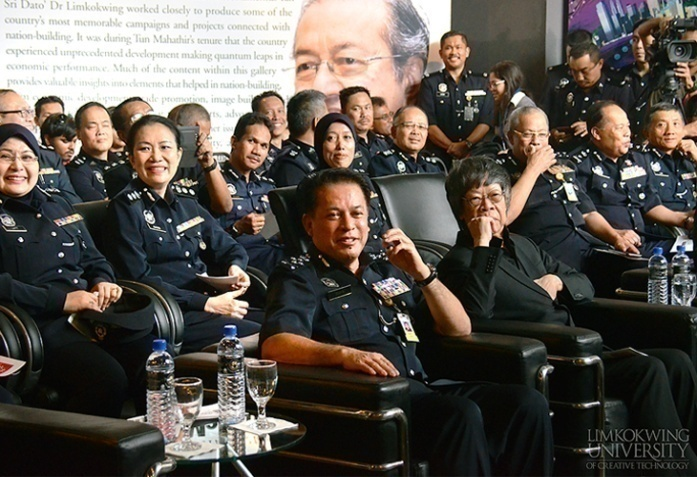 Sri Dato' Dr Limkokwing worked closely to produce some of the
country's most memorable campaigns and projects connected
with nation-building. It was during Tun Mahathir's tenure that the country
experienced unprecedented development making quantum leaps in
economic performance. Much of the content within this gallery
provides valuable insights into elements that helped in nation-building.
promotion, image buil
LIMKOKWING
UNIVERSITY
OF CREATIVE TECHNOLOGY